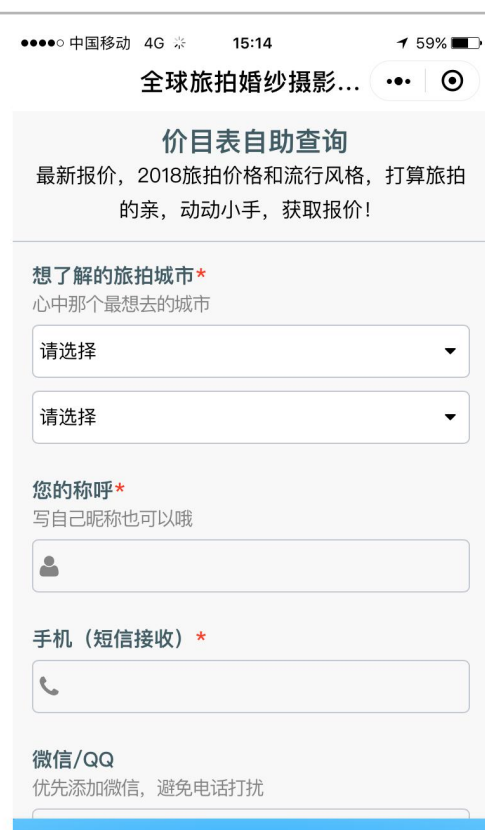 中国移动 4G 15:14 59%
全球旅拍婚纱摄影...
价目表自助查询
最新报价，2018旅拍价格和流行风格，打算旅拍
的亲，动动小手，获取报价！
想了解的旅拍城市*
心中那个最想去的城市
请选择
请选择
您的称呼*
写自己昵称也可以哦
手机（短信接收）*
微信/QQ
优先添加微信，避免电话打扰